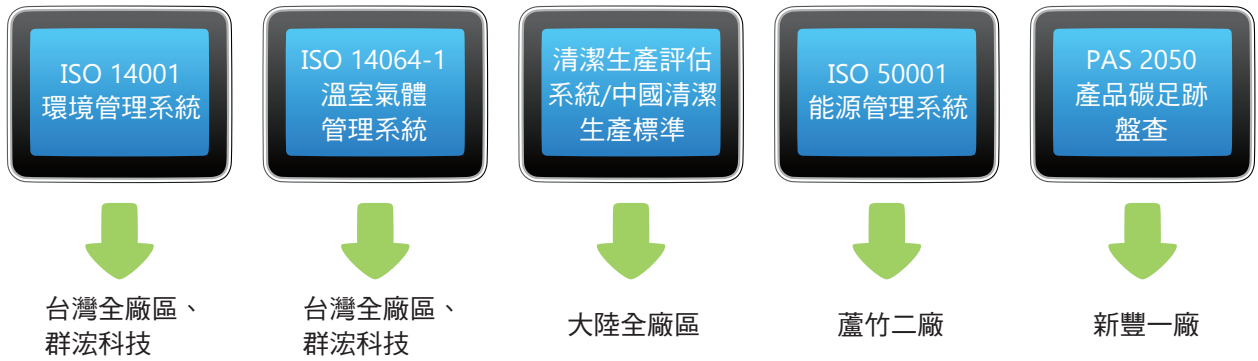 ISO 14001
環境管理系統
ISO 14064-1
溫室氣體
管理系統
清潔生產評估
系統/中國清潔
生產標準
ISO 50001
能源管理系統
PAS 2050
產品碳足跡
盤查
台灣全廠區、
群浤科技
台灣全廠區、
群浤科技
大陸全廠區
蘆竹二廠
新豐一廠